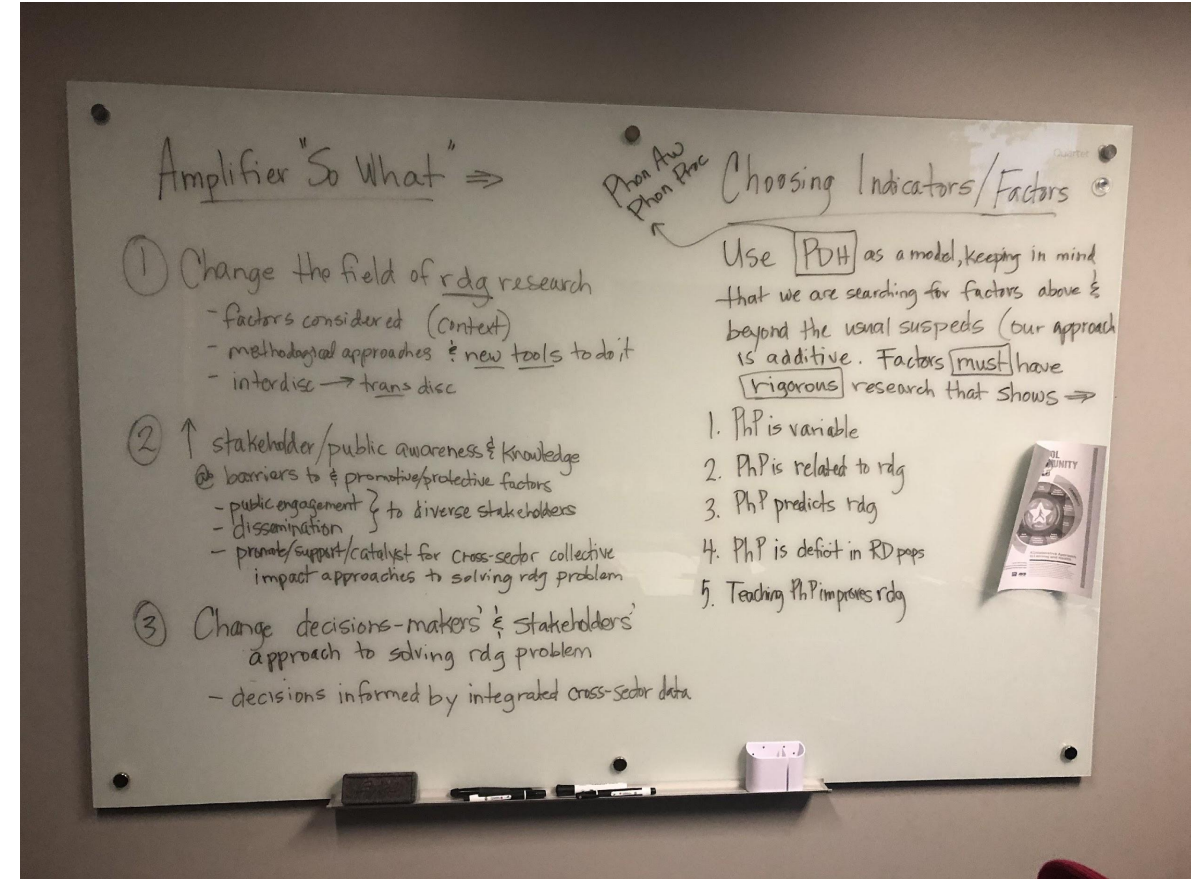 Amplifier "So What" ⇒
① Change the field of rdg research
- factors considered (context)
- methodological approaches & new tools to do it
- interdisc → trans disc
② ↑ stakeholder/public awareness & knowledge
@ barriers to & promotive/protective factors
- public engagement } to diverse stakeholders
- dissemination
- promote/support/catalyst for cross-sector collective
impact approaches to solving rdg problem
③ Change decisions-makers' & stakeholders'
approach to solving rdg problem
- decisions informed by integrated cross-sector data
Phon Aw
Phon Proc
Choosing Indicators/Factors
Use PDH as a model, keeping in mind
that we are searching for factors above &
beyond the usual suspects (our approach
is additive. Factors must have
rigorous research that shows ⇒
1. PhP is variable
2. PhP is related to rdg
3. PhP predicts rdg
4. PhP is deficit in RD pops
5. Teaching PhP improves rdg
Quartet